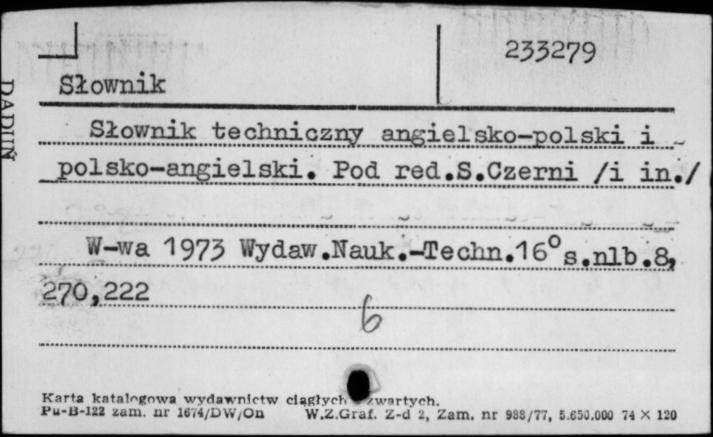 233279
Słownik
Słownik techniczny angielsko-polski i
polsko-angielski. Pod red.S.Czerni /i in./
W-wa 1973 Wydaw.Nauk.-Techn.16° s.nlb.8,
270,222
6
Karta katalogowa wydawnictw ciągłych zwartych.
Pu-B-122 zam. nr 1674/DW/On W.Z.Graf. Z-d 2, Zam. nr 988/77, 5.650.000 74 × 120